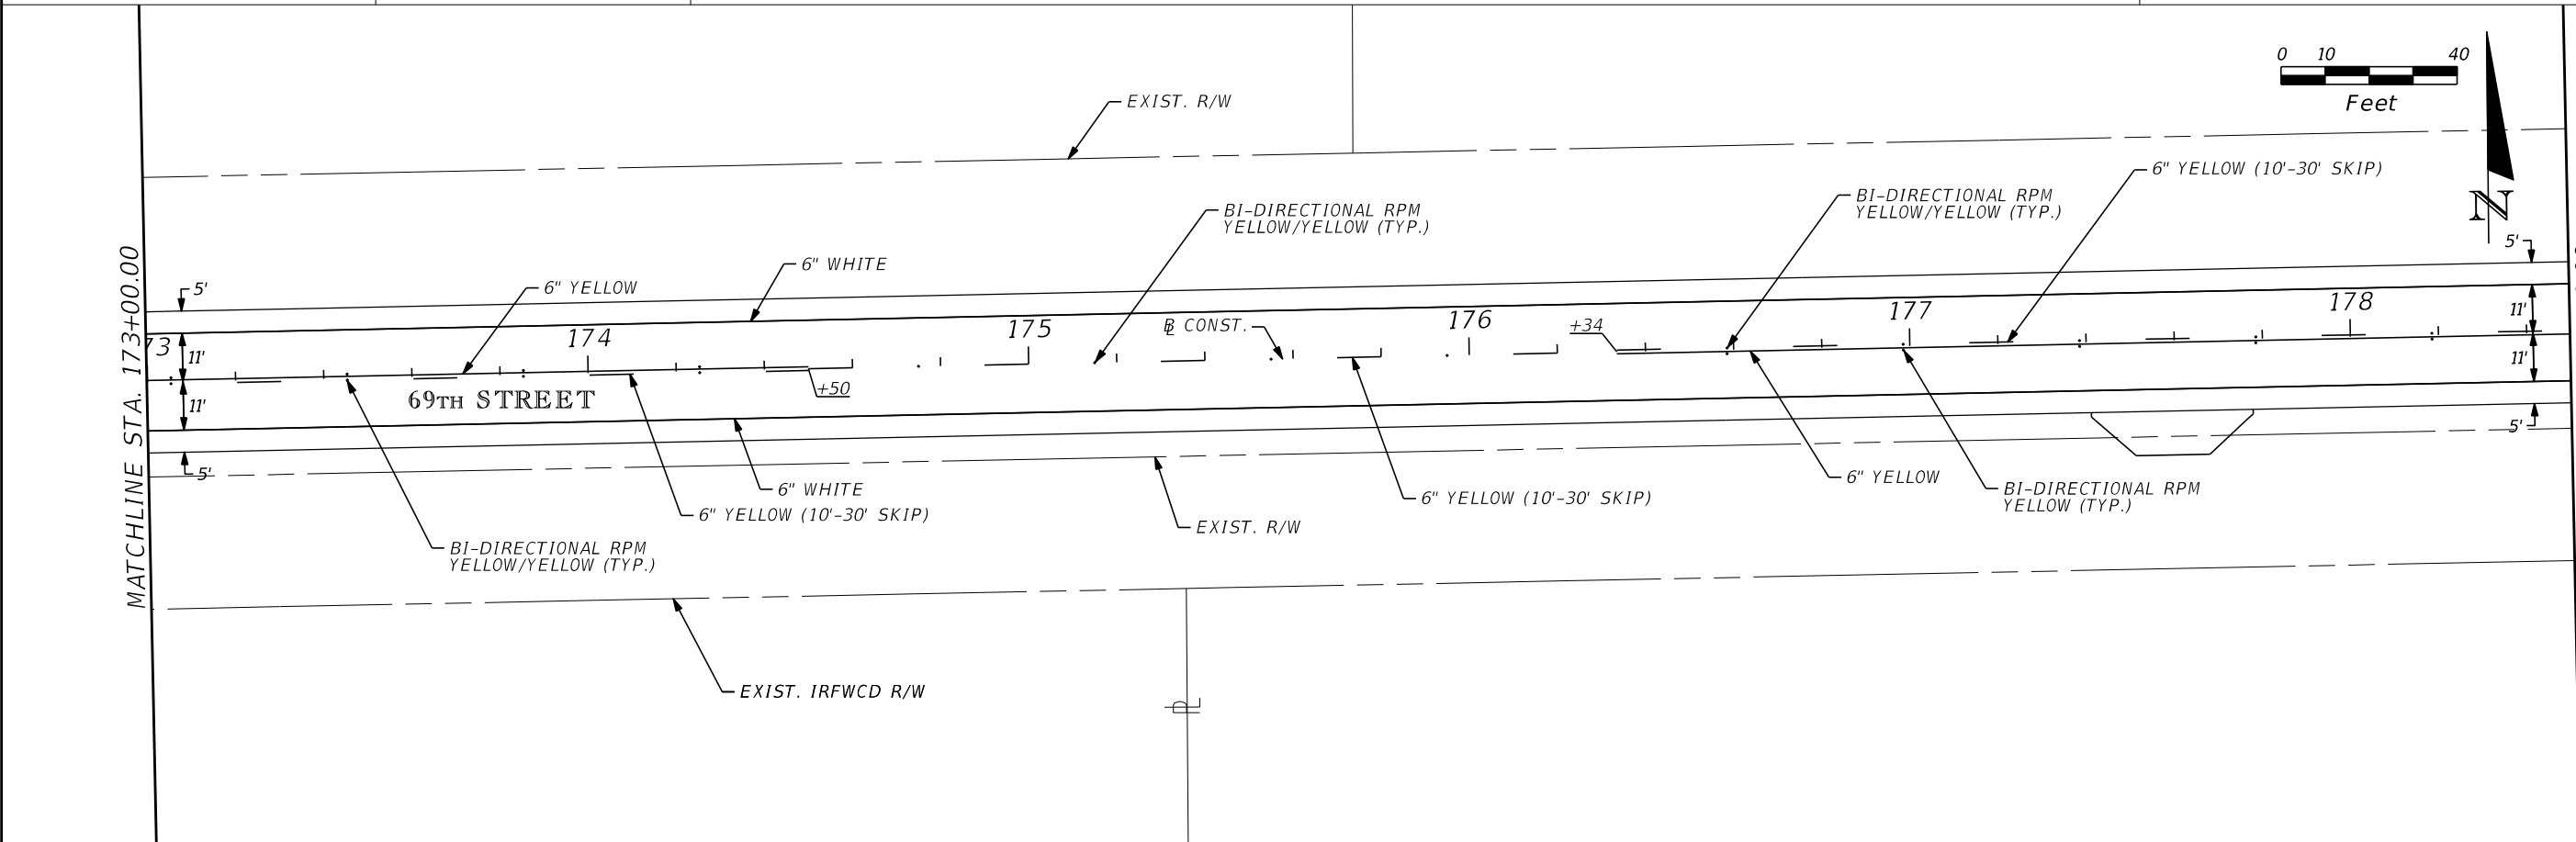 0 10 40
Feet
N
EXIST. R/W
6" YELLOW (10'-30' SKIP)
BI-DIRECTIONAL RPM
YELLOW/YELLOW (TYP.)
BI-DIRECTIONAL RPM
YELLOW/YELLOW (TYP.)
5'
6" WHITE
6" YELLOW
5'
MATCHLINE STA. 173+00.00
73
174
175
B CONST.
176
+34
177
178
11'
11'
11'
11'
+50
69TH STREET
5'
5'
6" WHITE
6" YELLOW (10'-30' SKIP)
6" YELLOW (10'-30' SKIP)
6" YELLOW
BI-DIRECTIONAL RPM
YELLOW (TYP.)
EXIST. R/W
BI-DIRECTIONAL RPM
YELLOW/YELLOW (TYP.)
EXIST. IRFWCD R/W
PL